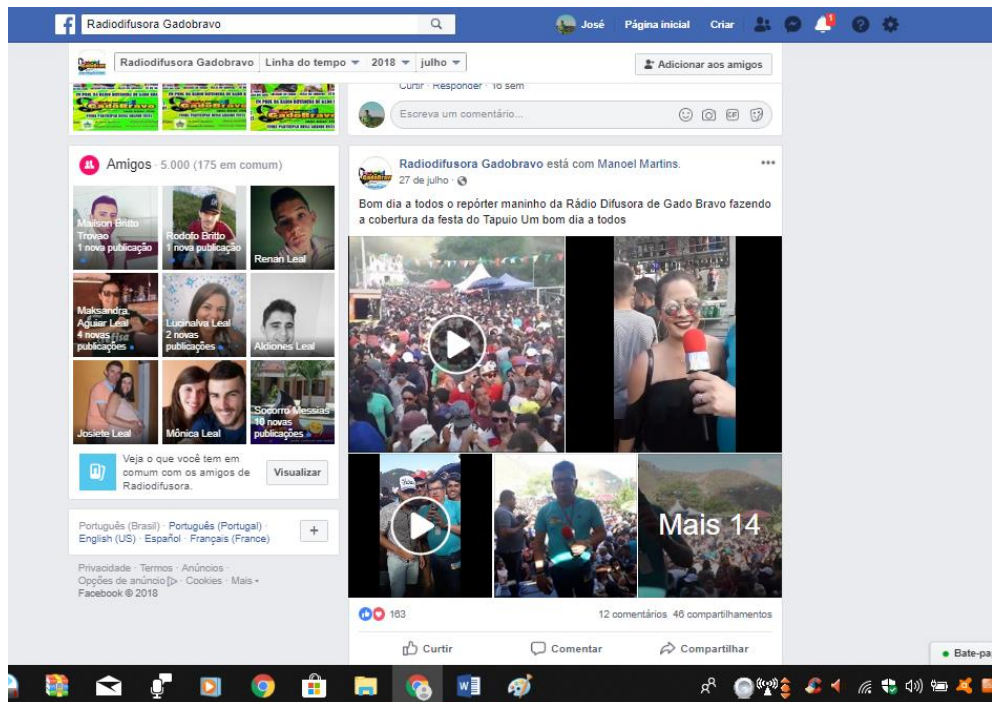 Radiodifusora Gadobravo
José Página inicial Criar
1
Radiodifusora Gadobravo Linha do tempo 2018 julho
Adicionar aos amigos
Curtir · Responder · 16 sem
Escreva um comentário...
GIF
Amigos · 5.000 (175 em comum)
Mailson Britto
Trovao
1 nova publicação
Rodofo Britto
1 nova publicação
Renan Leal
Maksandra
Aguiar Leal
4 novas
publicações
Lucinalva Leal
2 novas
publicações
Aldiones Leal
Josiete Leal
Mônica Leal
Socorro Messias
10 novas
publicações
Veja o que você tem em
comum com os amigos de
Radiodifusora.
Visualizar
Português (Brasil) · Português (Portugal) ·
English (US) · Español · Français (France)
Privacidade · Termos · Anúncios ·
Opções de anúncio · Cookies · Mais
Facebook © 2018
Radiodifusora Gadobravo está com Manoel Martins.
27 de julho ·
Bom dia a todos o repórter maninho da Rádio Difusora de Gado Bravo fazendo
a cobertura da festa do Tapuio Um bom dia a todos
Mais 14
163
12 comentários 46 compartilhamentos
Curtir Comentar Compartilhar
Bate-pa